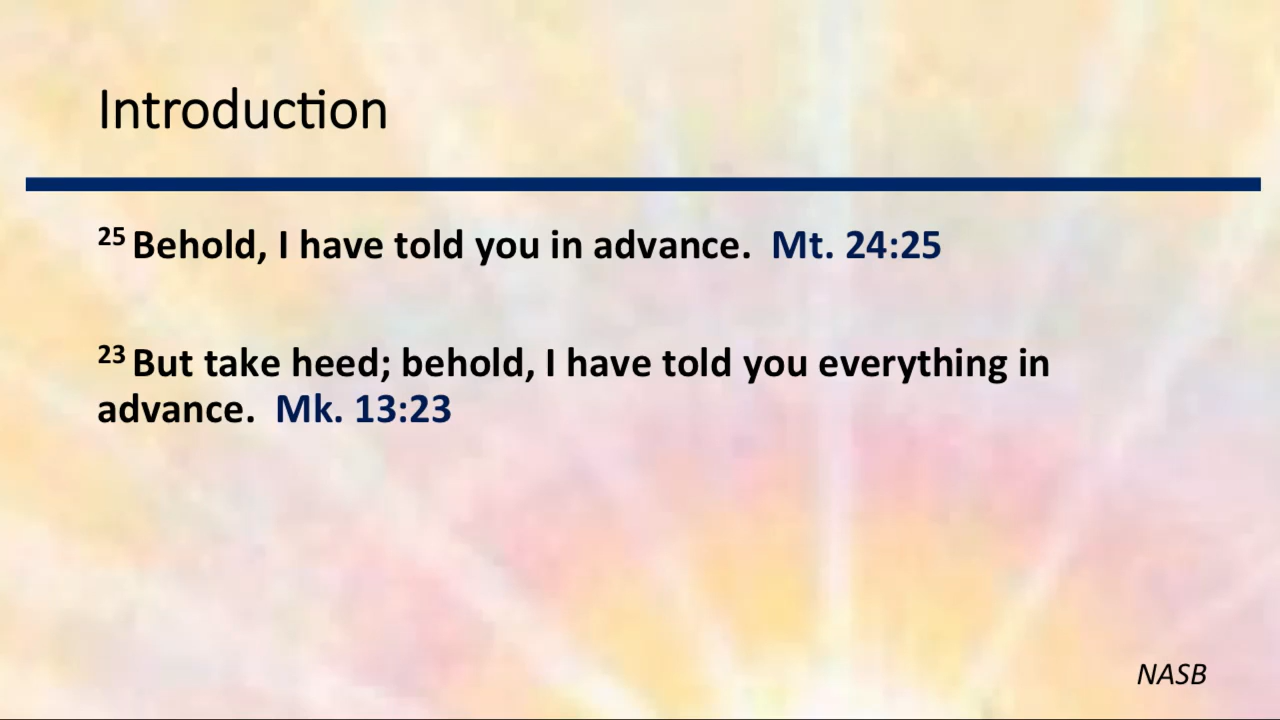 Introduction
25 Behold, I have told you in advance. Mt. 24:25
23 But take heed; behold, I have told you everything in
advance. Mk. 13:23
NASB